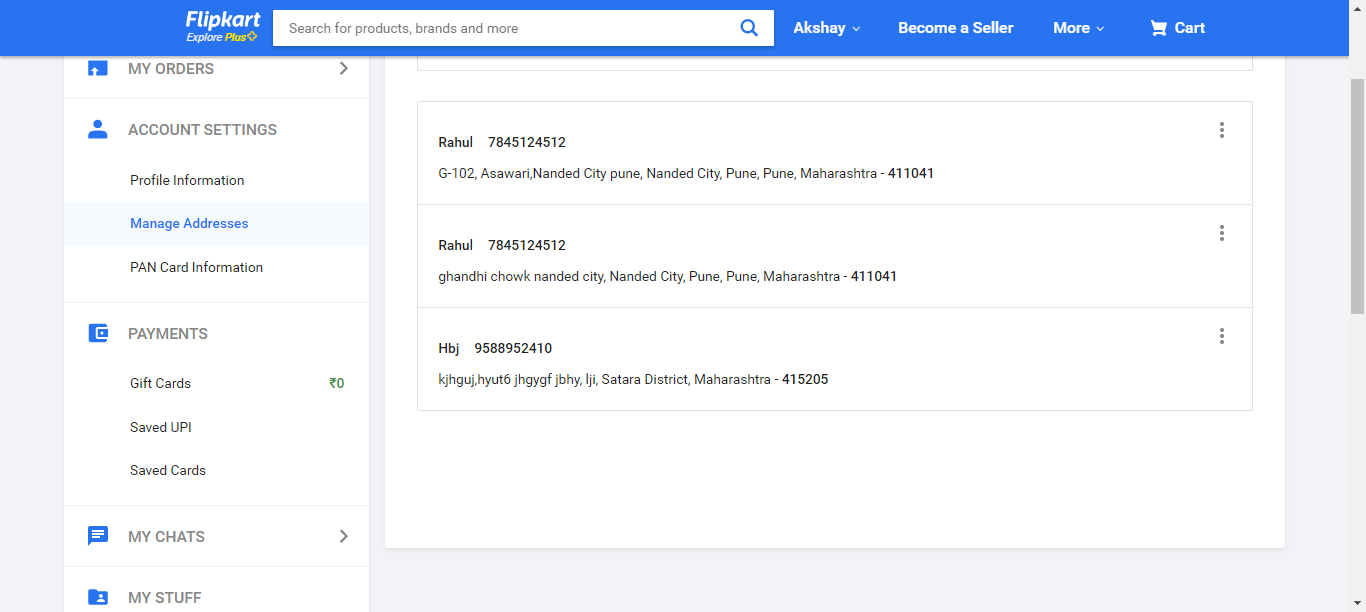 Flipkart
Explore Plus
Search for products, brands and more
Akshay
Become a Seller
More
Cart
MY ORDERS
ACCOUNT SETTINGS
Profile Information
Manage Addresses
PAN Card Information
PAYMENTS
Gift Cards ₹0
Saved UPI
Saved Cards
MY CHATS
MY STUFF
Rahul 7845124512
G-102, Asawari,Nanded City pune, Nanded City, Pune, Pune, Maharashtra - 411041
Rahul 7845124512
ghandhi chowk nanded city, Nanded City, Pune, Pune, Maharashtra - 411041
Hbj 9588952410
kjhguj,hyut6 jhgygf jbhy, lji, Satara District, Maharashtra - 415205